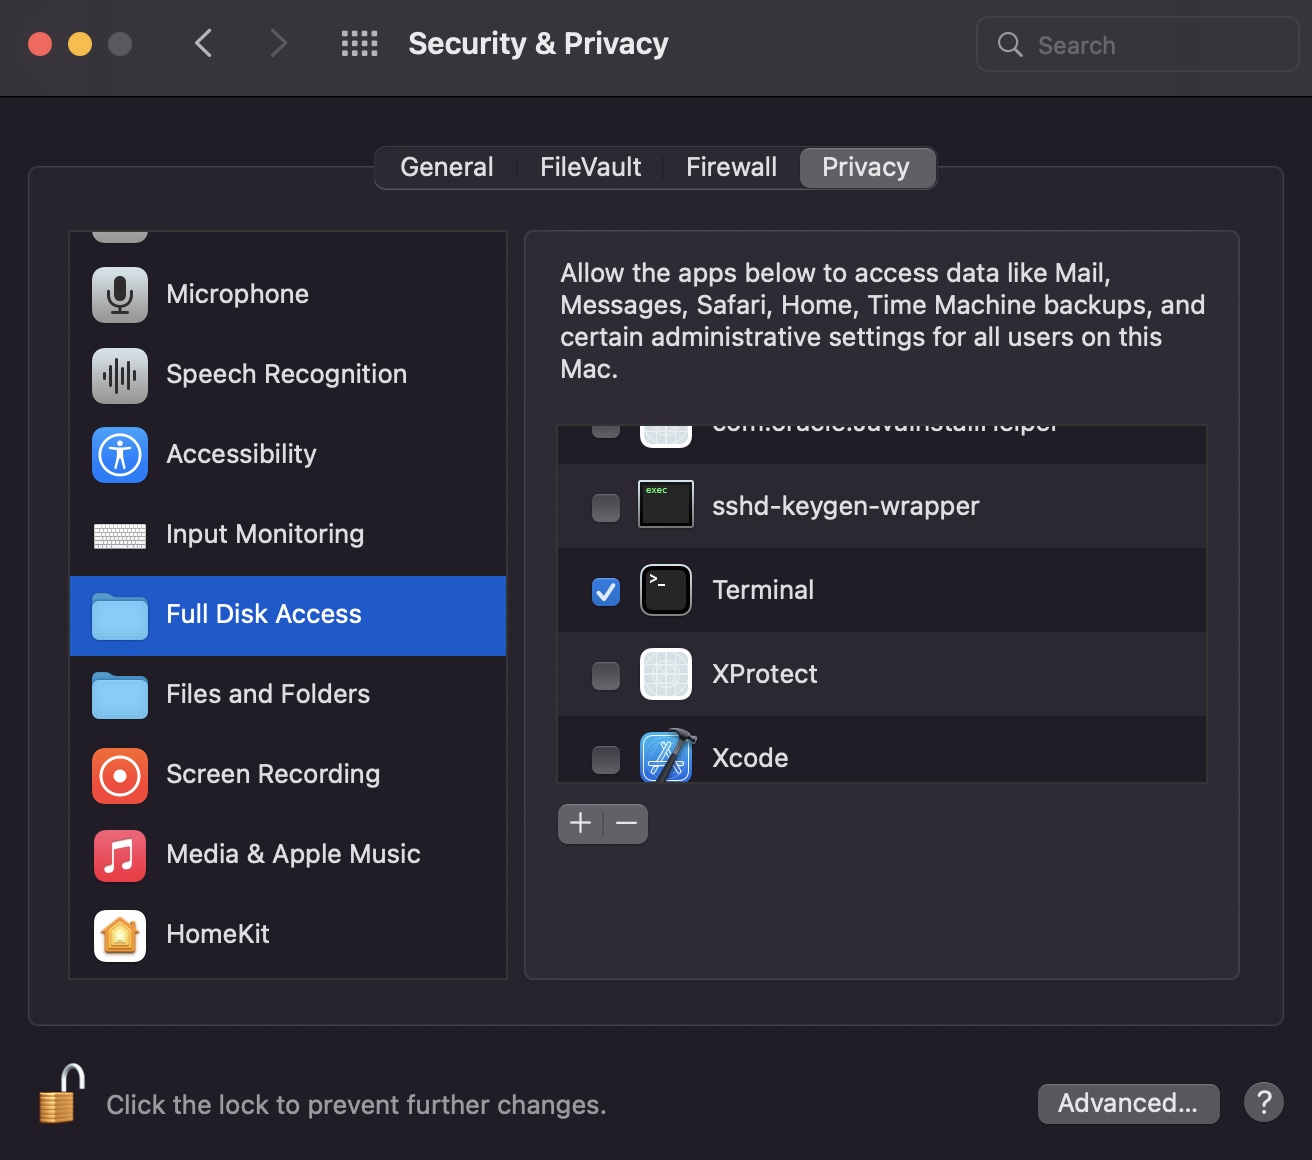 Security & Privacy
Search
General
FileVault
Firewall
Privacy
Microphone
Speech Recognition
Accessibility
Input Monitoring
Full Disk Access
Files and Folders
Screen Recording
Media & Apple Music
HomeKit
Allow the apps below to access data like Mail,
Messages, Safari, Home, Time Machine backups, and
certain administrative settings for all users on this
Mac.
com.oracle.JavaInstallHelper
exec
sshd-keygen-wrapper
>_
Terminal
XProtect
Xcode
Click the lock to prevent further changes.
Advanced...
?